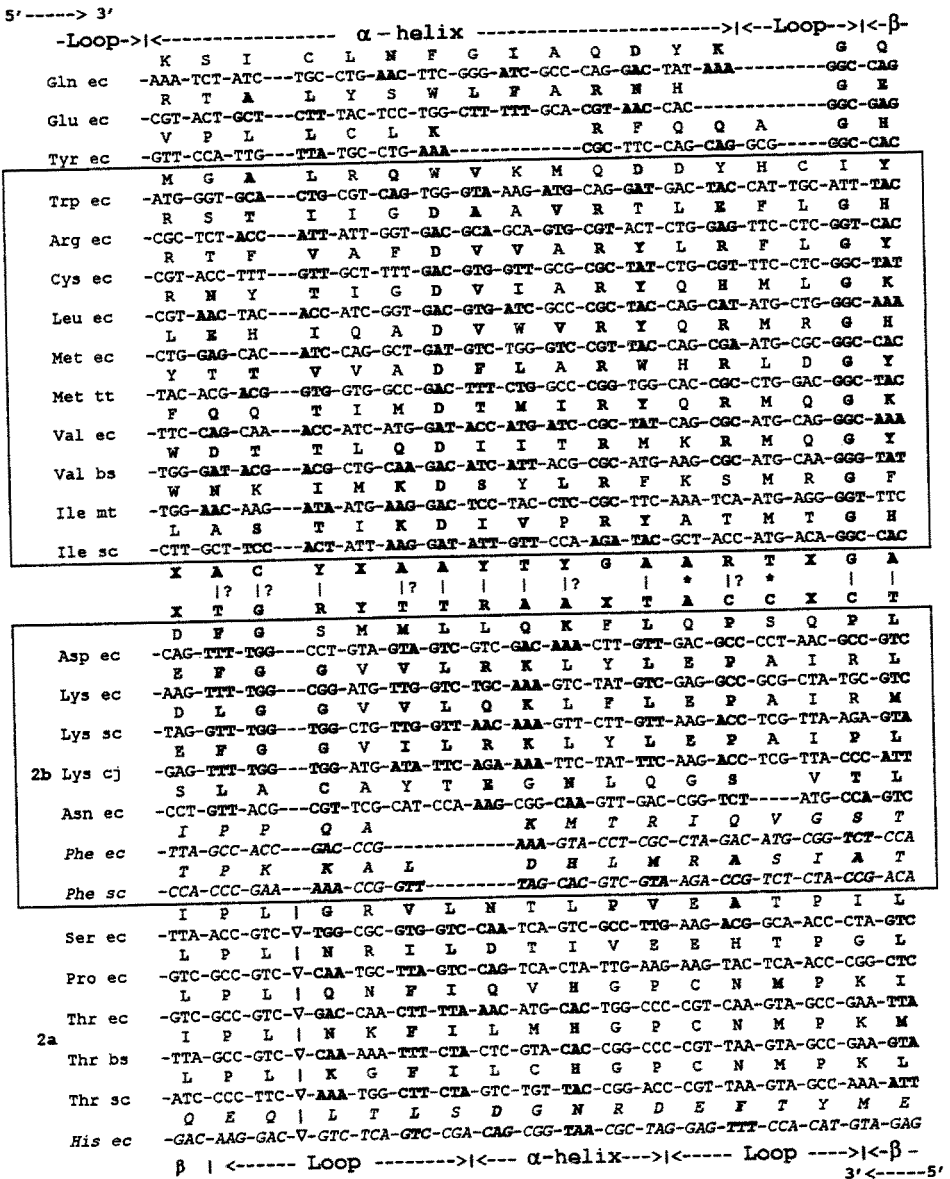 5'-----> 3'
-Loop->|<-------------------- α-helix --------------------->|<-Loop-->|<-β-
K S I C L N F G I A Q D Y K G Q
Gln ec -AAA-TCT-ATC---TGC-CTG-AAC-TTC-GGG-ATC-GCC-CAG-GAC-TAT-AAA----------GGC-CAG
R T A L Y S W L F A R N H G E
Glu ec -CGT-ACT-GCT---CTT-TAC-TCC-TGG-CTT-TTT-GCA-CGT-AAC-CAC--------------GGC-GAG
V P L L C L K R F Q Q A G H
Tyr ec -GTT-CCA-TTG---TTA-TGC-CTG-AAA-------------CGC-TTC-CAG-CAG-GCG-----GGC-CAC
M G A L R Q W V K M Q D D Y H C I Y
Trp ec -ATG-GGT-GCA---CTG-CGT-CAG-TGG-GTA-AAG-ATG-CAG-GAT-GAC-TAC-CAT-TGC-ATT-TAC
R S T I I G D A A V R T L E F L G H
Arg ec -CGC-TCT-ACC---ATT-ATT-GGT-GAC-GCA-GCA-GTG-CGT-ACT-CTG-GAG-TTC-CTC-GGT-CAC
R T F V A F D V V A R Y L R F L G Y
Cys ec -CGT-ACC-TTT---GTT-GCT-TTT-GAC-GTG-GTT-GCG-CGC-TAT-CTG-CGT-TTC-CTC-GGC-TAT
R N Y T I G D V I A R Y Q H M L G K
Leu ec -CGT-AAC-TAC---ACC-ATC-GGT-GAC-GTG-ATC-GCC-CGC-TAC-CAG-CAT-ATG-CTG-GGC-AAA
L E H I Q A D V W V R Y Q R M R G H
Met ec -CTG-GAG-CAC---ATC-CAG-GCT-GAT-GTC-TGG-GTC-CGT-TAC-CAG-CGA-ATG-CGC-GGC-CAC
Y T T V V A D F L A R W H R L D G Y
Met tt -TAC-ACG-ACG---GTG-GTG-GCC-GAC-TTT-CTG-GCC-CGG-TGG-CAC-CGC-CTG-GAC-GGC-TAC
F Q Q T I M D T M I R Y Q R M Q G K
Val ec -TTC-CAG-CAA---ACC-ATC-ATG-GAT-ACC-ATG-ATC-CGC-TAT-CAG-CGC-ATG-CAG-GGC-AAA
W D T T L Q D I I T R M K R M Q G Y
Val bs -TGG-GAT-ACG---ACG-CTG-CAA-GAC-ATC-ATT-ACG-CGC-ATG-AAG-CGC-ATG-CAA-GGG-TAT
W N K I M K D S Y L R F K S M R G F
Ile mt -TGG-AAC-AAG---ATA-ATG-AAG-GAC-TCC-TAC-CTC-CGC-TTC-AAA-TCA-ATG-AGG-GGT-TTC
L A S T I K D I V P R Y A T M T G H
Ile sc -CTT-GCT-TCC---ACT-ATT-AAG-GAT-ATT-GTT-CCA-AGA-TAC-GCT-ACC-ATG-ACA-GGC-CAC
X A C Y X A A Y T Y G A A R T X G A
|? |? |? | | | |? | * |? * | |
X T G R Y T T R A A X T A C C X C T
D F G S M M L L Q K F L Q P S Q P L
Asp ec -CAG-TTT-TGG---CCT-GTA-GTA-GTC-GTC-GAC-AAA-CTT-GTT-GAC-GCC-CCT-AAC-GCC-GTC
E F G G V V L R K L Y L E P A I R L
Lys ec -AAG-TTT-TGG---CGG-ATG-TTG-GTC-TGC-AAA-GTC-TAT-GTC-GAG-GCC-GCG-CTA-TGC-GTC
D L G G V V L Q K L F L E P A I R M
Lys sc -TAG-GTT-TGG---TGG-CTG-TTG-GTT-AAC-AAA-GTT-CTT-GTT-AAG-ACC-TCG-TTA-AGA-GTA
E F G G V I L R K L Y L E P A I P L
2b Lys cj -GAG-TTT-TGG---TGG-ATG-ATA-TTC-AGA-AAA-TTC-TAT-TTC-AAG-ACC-TCG-TTA-CCC-ATT
S L A C A Y T E G N L Q G S V T L
Asn ec -CCT-GTT-ACG---CGT-TCG-CAT-CCA-AAG-CGG-CAA-GTT-GAC-CGG-TCT-----ATG-CCA-GTC
I P P Q A K M T R I Q V G S T
Phe ec -TTA-GCC-ACC----GAC-CCG---------------AAA-GTA-CCT-CGC-CTA-GAC-ATG-CGG-TCT-CCA
T P K K A L D H L M R A S I A T
Phe sc -CCA-CCC-GAA----AAA-CCG-GTT-----------TAG-CAC-GTC-GTA-AGA-CCG-TCT-CTA-CCG-ACA
I P L | G R V L N T L P V E A T P I L
Ser ec -TTA-ACC-GTC-∇-TGG-CGC-GTG-GTC-CAA-TCA-GTC-GCC-TTG-AAG-ACG-GCA-ACC-CTA-GTC
L P L | N R I L D T I V E E H T P G L
Pro ec -GTC-GCC-GTC-∇-CAA-TGC-TTA-GTC-CAG-TCA-CTA-TTG-AAG-AAG-TAC-TCA-ACC-CGG-CTC
L P L | Q N F I Q V H G P C N M P K I
Thr ec -GTC-GCC-GTC-∇-GAC-CAA-CTT-TTA-AAC-ATG-CAC-TGG-CCC-CGT-CAA-GTA-GCC-GAA-TTA
2a I P L | N K F I L M H G P C N M P K M
Thr bs -TTA-GCC-GTC-∇-CAA-AAA-TTT-CTA-CTC-GTA-CAC-CGG-CCC-CGT-TAA-GTA-GCC-GAA-GTA
L P L | K G F I L C H G P C N M P K L
Thr sc -ATC-CCC-TTC-∇-AAA-TGG-CTT-CTA-GTC-TGT-TAC-CGG-ACC-CGT-TAA-GTA-GCC-AAA-ATT
Q E Q | L T L S D G N R D E F T Y M E
His ec -GAC-AAG-GAC-∇-GTC-TCA-GTC-CGA-CAG-CGG-TAA-CGC-TAG-GAG-TTT-CCA-CAT-GTA-GAG
β | <------ Loop -------->|<--- α-helix---->|<----- Loop ---->|<-β -
3'<-----5'